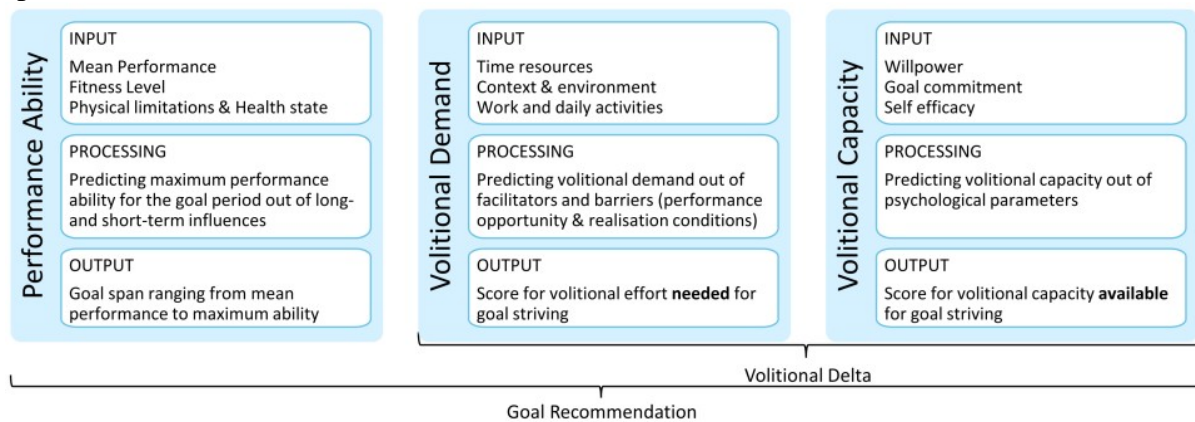 Performance Ability
INPUT
Mean Performance
Fitness Level
Physical limitations & Health state
PROCESSING
Predicting maximum performance
ability for the goal period out of long-
and short-term influences
OUTPUT
Goal span ranging from mean
performance to maximum ability
Volitional Demand
INPUT
Time resources
Context & environment
Work and daily activities
PROCESSING
Predicting volitional demand out of
facilitators and barriers (performance
opportunity & realisation conditions)
OUTPUT
Score for volitional effort needed for
goal striving
Volitional Capacity
INPUT
Willpower
Goal commitment
Self efficacy
PROCESSING
Predicting volitional capacity out of
psychological parameters
OUTPUT
Score for volitional capacity available
for goal striving
Volitional Delta
Goal Recommendation